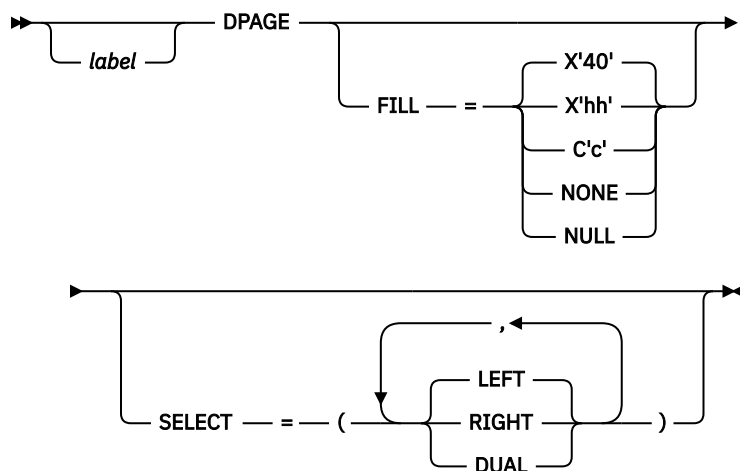 label DPAGE
X'40'
FILL = X'hh'
C'c'
NONE
NULL
,
LEFT
SELECT = ( RIGHT )
DUAL